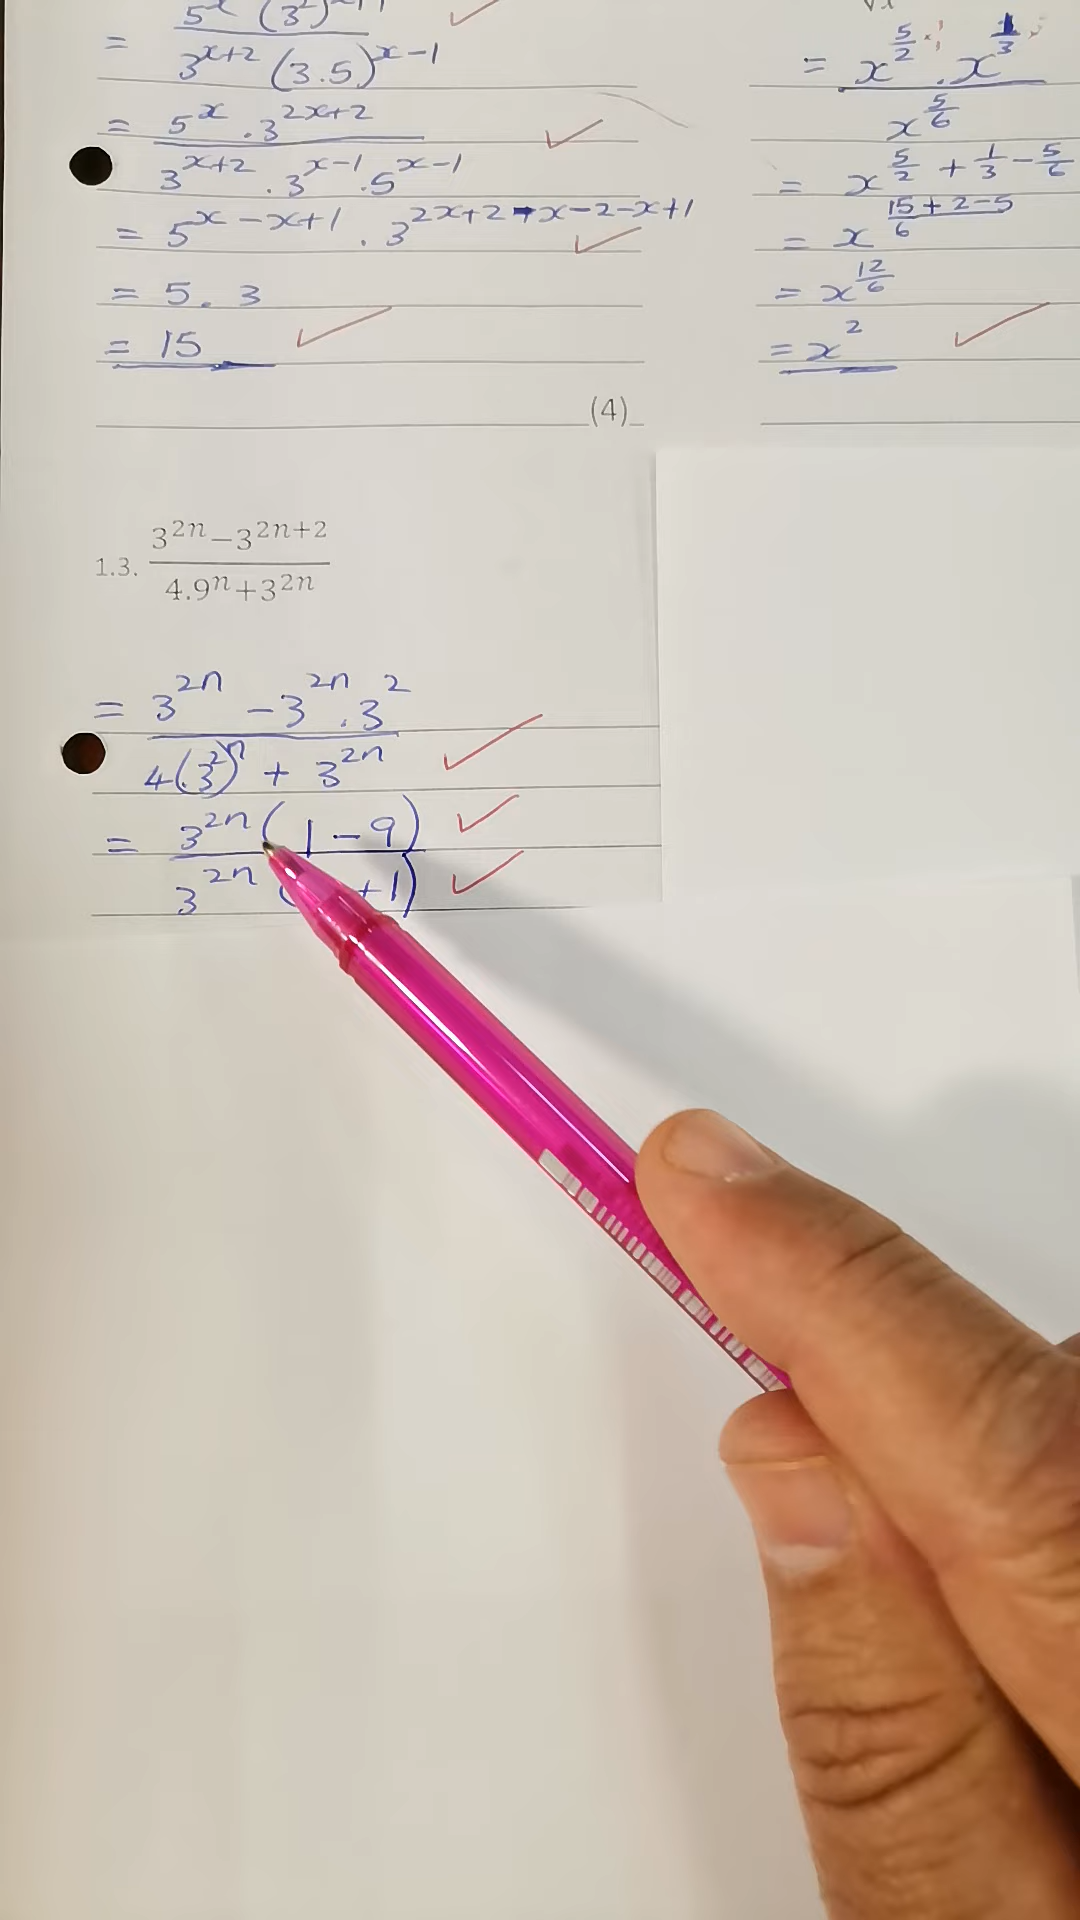 5^x (3^2)^x+1
= 3^x+2 (3.5)^x-1
= 5^x . 3^2x+2
3^x+2 . 3^x-1 . 5^x-1
= 5^x-x+1 . 3^2x+2-x-2-x+1
= 5 . 3
= 15
(4)
= x^5/2 . x^1/3
x^5/6
= x^5/2 + 1/3 - 5/6
= x^15+2-5/6
= x^12/6
= x^2
1.3. 3^2n-3^2n+2
4.9^n+3^2n
= 3^2n - 3^2n . 3^2
4(3^2)^n + 3^2n
= 3^2n ( 1 - 9)
3^2n ( +1)